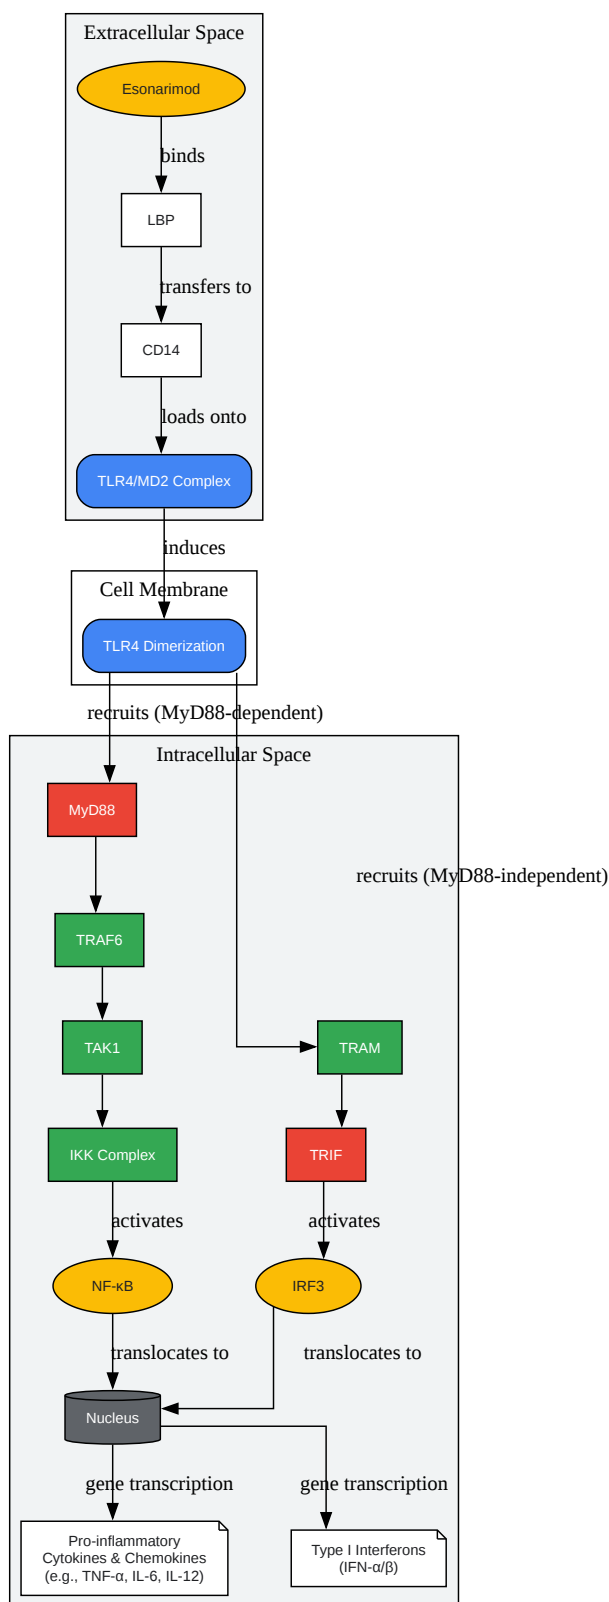 Extracellular Space
Esonarimod
binds
LBP
transfers to
CD14
loads onto
TLR4/MD2 Complex
induces
Cell Membrane
TLR4 Dimerization
recruits (MyD88-dependent)
Intracellular Space
MyD88
recruits (MyD88-independent)
TRAF6
TAK1
TRAM
IKK Complex
TRIF
activates
activates
NF-κB
IRF3
translocates to
translocates to
Nucleus
gene transcription
gene transcription
Pro-inflammatory
Cytokines & Chemokines
(e.g., TNF-α, IL-6, IL-12)
Type I Interferons
(IFN-α/β)